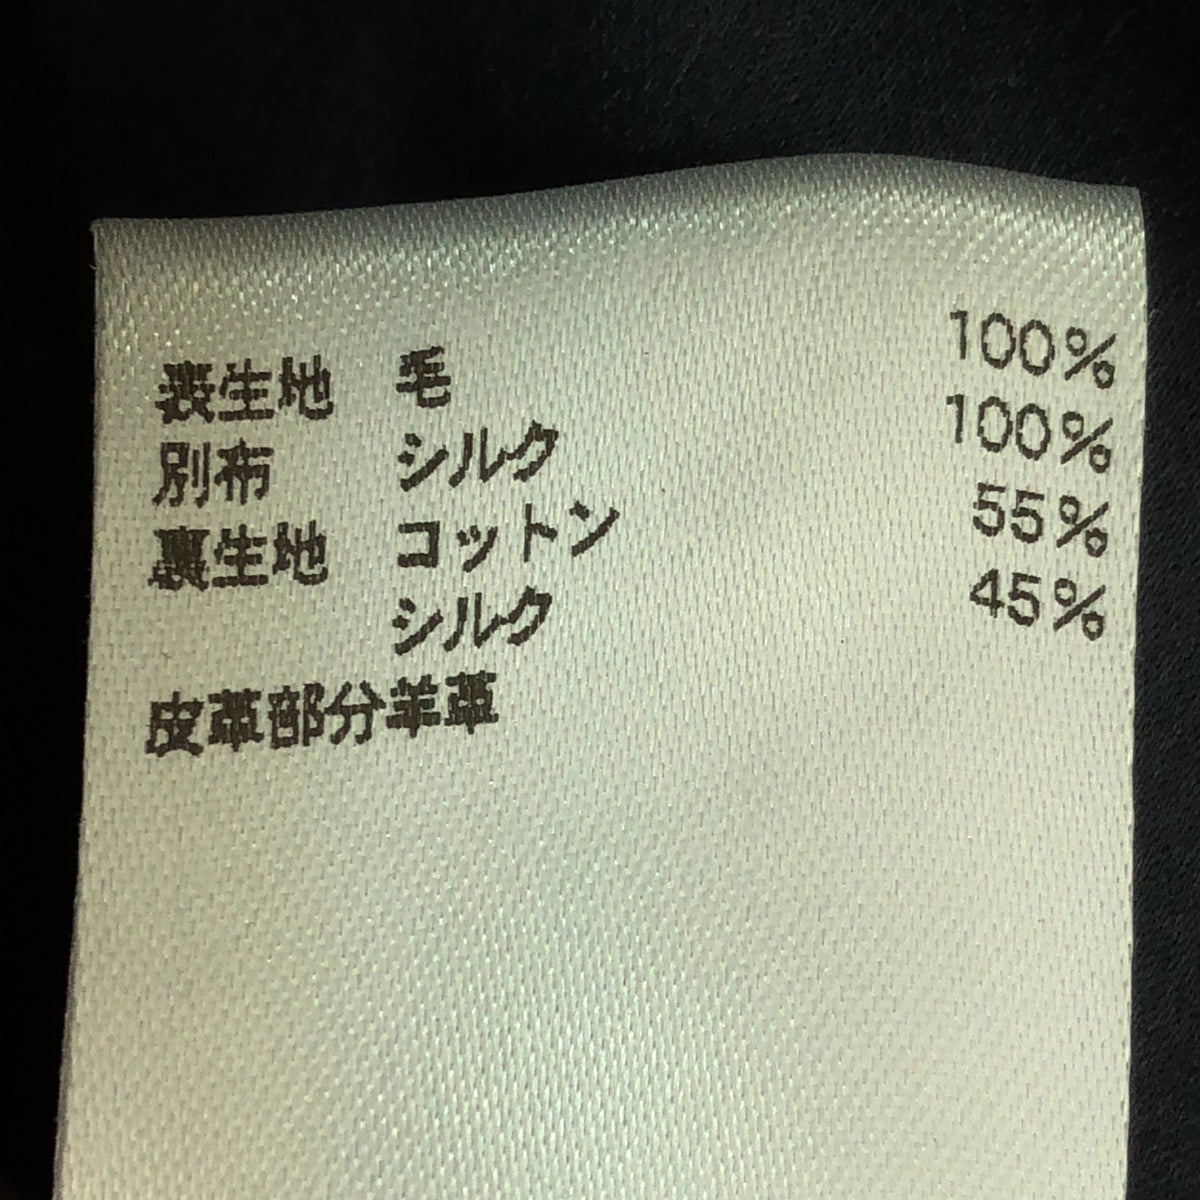 表生地 毛 100%
別布 シルク 100%
裏生地 コットン 55%
シルク 45%
皮革部分羊革